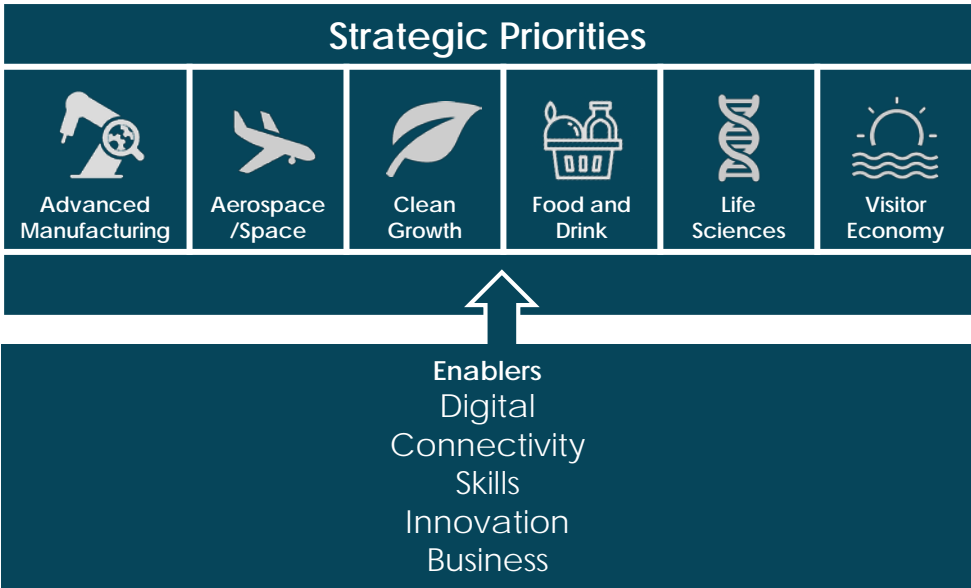 Strategic Priorities
Advanced
Manufacturing
Aerospace
/Space
Clean
Growth
Food and
Drink
Life
Sciences
Visitor
Economy
Enablers
Digital
Connectivity
Skills
Innovation
Business